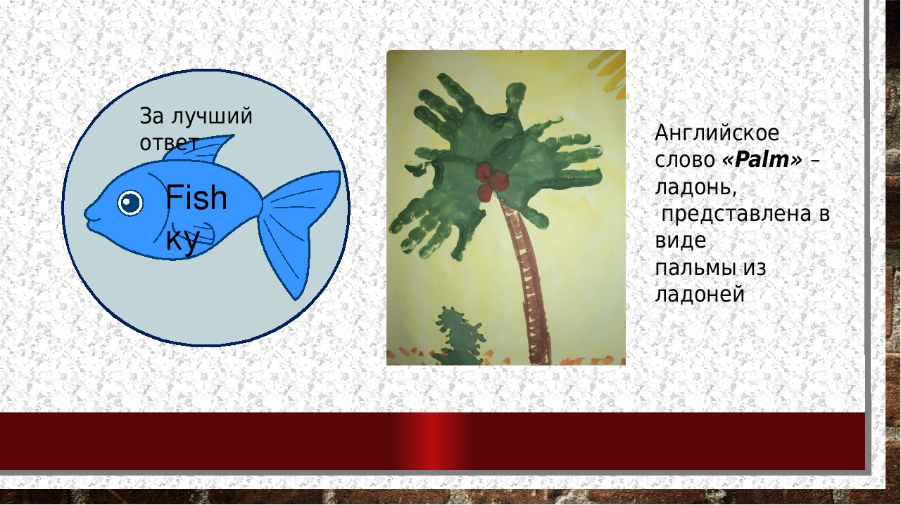 За лучший
ответ
Fish
ку
Английское
слово «Palm» –
ладонь,
представлена в
виде
пальмы из
ладоней